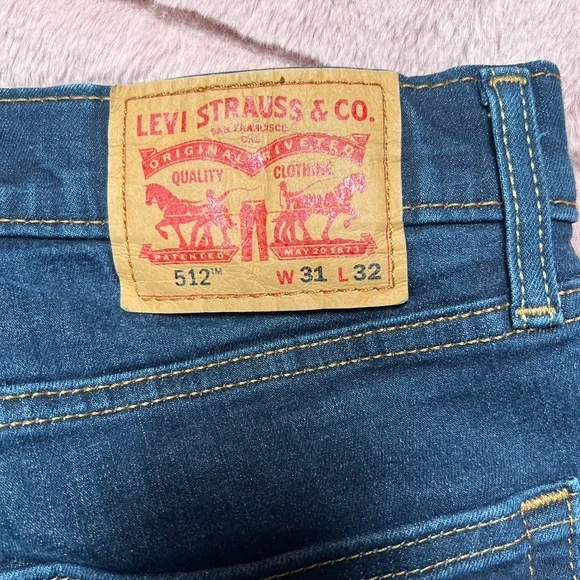 LEVI STRAUSS & CO.
SAN FRANCISCO
CAL
ORIGINAL RIVETED
QUALITY CLOTHING
PATENTED MAY 20 1873
512™ W 31 L 32